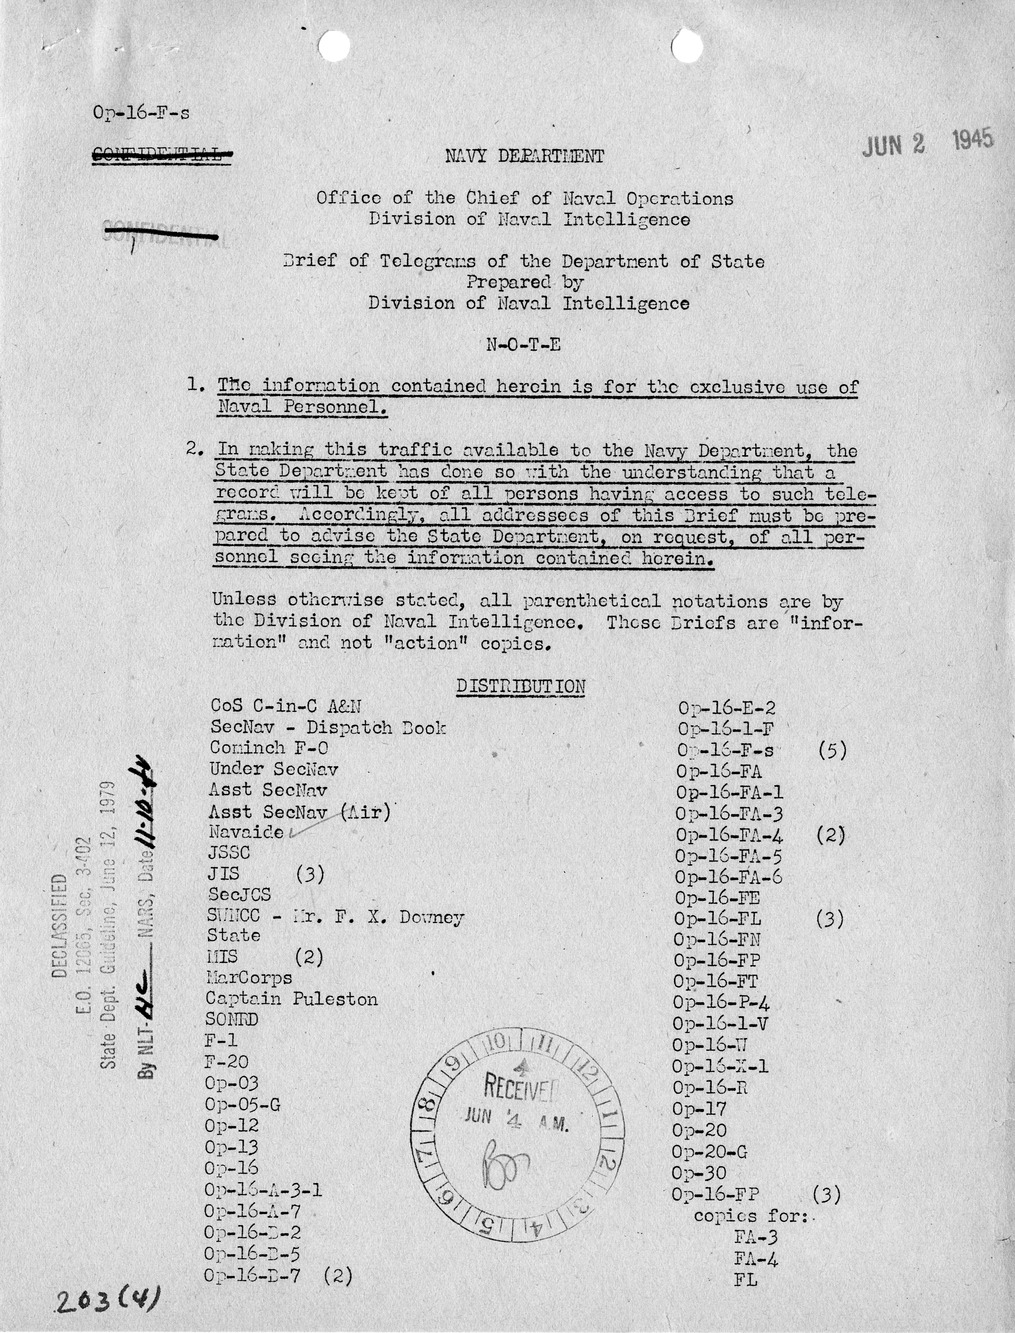 Op-16-F-s
CONFIDENTIAL
JUN 2 1945
NAVY DEPARTMENT
Office of the Chief of Naval Operations
Division of Naval Intelligence
CONFIDENTIAL
Brief of Telegrams of the Department of State
Prepared by
Division of Naval Intelligence
N-O-T-E
1. The information contained herein is for the exclusive use of
Naval Personnel.
2. In making this traffic available to the Navy Department, the
State Department has done so with the understanding that a
record will be kept of all persons having access to such tele-
grams. Accordingly, all addressees of this Brief must be pre-
pared to advise the State Department, on request, of all per-
sonnel seeing the information contained herein.
Unless otherwise stated, all parenthetical notations are by
the Division of Naval Intelligence. These Briefs are "infor-
mation" and not "action" copies.
DISTRIBUTION
CoS C-in-C A&N
SecNav - Dispatch Book
Cominch F-O
Under SecNav
Asst SecNav
Asst SecNav (Air)
Navaide
JSSC
JIS (3)
SecJCS
SWNCC - Mr. F. X. Downey
State
MIS (2)
MarCorps
Captain Puleston
SONRD
F-1
F-20
Op-03
Op-05-G
Op-12
Op-13
Op-16
Op-16-A-3-1
Op-16-A-7
Op-16-B-2
Op-16-B-5
Op-16-B-7 (2)
Op-16-E-2
Op-16-1-F
Op-16-F-s (5)
Op-16-FA
Op-16-FA-1
Op-16-FA-3
Op-16-FA-4 (2)
Op-16-FA-5
Op-16-FA-6
Op-16-FE
Op-16-FL (3)
Op-16-FN
Op-16-FP
Op-16-FT
Op-16-P-4
Op-16-1-V
Op-16-W
Op-16-X-1
Op-16-R
Op-17
Op-20
Op-20-G
Op-30
Op-16-FP (3)
copies for:
FA-3
FA-4
FL
DECLASSIFIED
E.O. 12065, Sec. 3-402
State Dept. Guideline, June 12, 1979
By NLT-HC NARS, Date 11-10-
10 11 12 1 2 3 4 5 6 7 8 9
RECEIVED
JUN 4 A.M.
203(4)